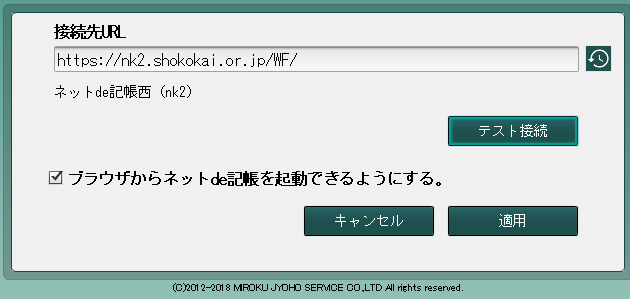 接続先URL
https://nk2.shokokai.or.jp/WF/
ネットde記帳西（nk2）
テスト接続
ブラウザからネットde記帳を起動できるようにする。
キャンセル
適用
(C)2012-2018 MIROKU JYOHO SERVICE CO.,LTD All rights reserved.